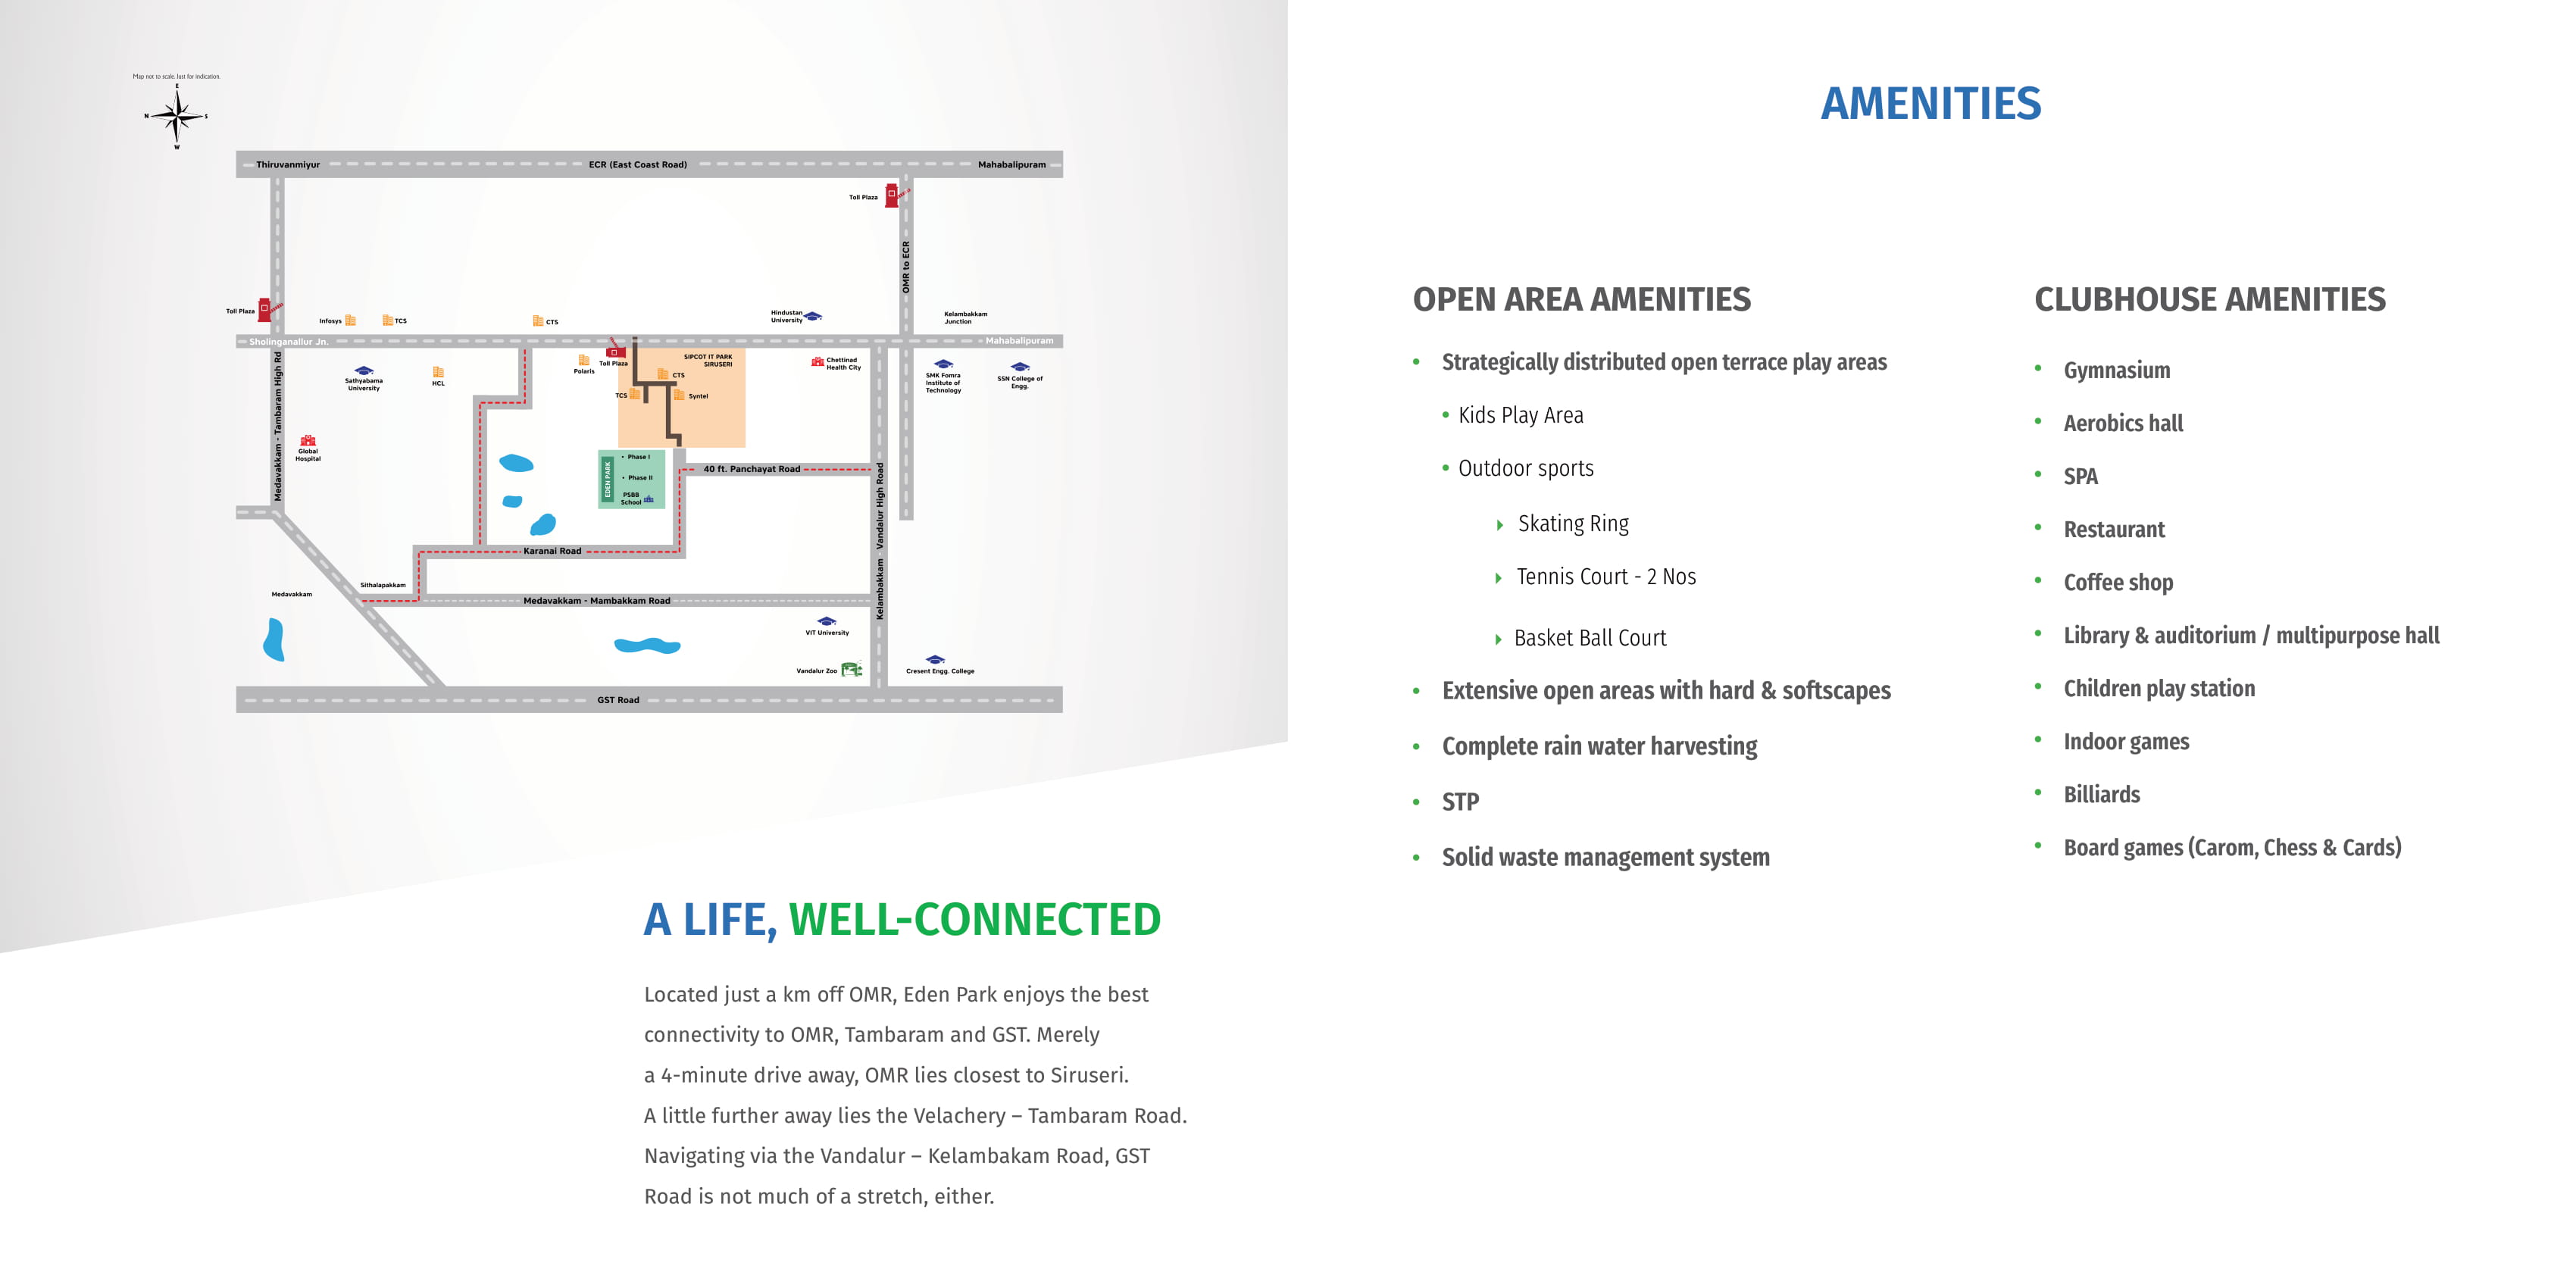 Map not to scale. Just for indication.
E
N
S
W
Thiruvanmiyur
ECR (East Coast Road)
Mahabalipuram
Toll Plaza
OMR to ECR
Toll Plaza
Infosys
TCS
CTS
Hindustan
University
Kelambakkam
Junction
Sholinganallur Jn.
Mahabalipuram
Medavakkam - Tambaram High Rd
Sathyabama
University
HCL
Polaris
Toll Plaza
SIPCOT IT PARK
SIRUSERI
CTS
TCS
Syntel
Chettinad
Health City
SMK Fomra
Institute of
Technology
SSN College of
Engg.
Global
Hospital
EDEN PARK
• Phase I
• Phase II
PSBB
School
40 ft. Panchayat Road
Kelambakkam - Vandalur High Road
Karanai Road
Sithalapakkam
Medavakkam
Medavakkam - Mambakkam Road
VIT University
Vandalur Zoo
Cresent Engg. College
GST Road
A LIFE, WELL-CONNECTED
Located just a km off OMR, Eden Park enjoys the best
connectivity to OMR, Tambaram and GST. Merely
a 4-minute drive away, OMR lies closest to Siruseri.
A little further away lies the Velachery – Tambaram Road.
Navigating via the Vandalur – Kelambakam Road, GST
Road is not much of a stretch, either.
AMENITIES
OPEN AREA AMENITIES
• Strategically distributed open terrace play areas
• Kids Play Area
• Outdoor sports
Skating Ring
Tennis Court - 2 Nos
Basket Ball Court
• Extensive open areas with hard & softscapes
• Complete rain water harvesting
• STP
• Solid waste management system
CLUBHOUSE AMENITIES
• Gymnasium
• Aerobics hall
• SPA
• Restaurant
• Coffee shop
• Library & auditorium / multipurpose hall
• Children play station
• Indoor games
• Billiards
• Board games (Carom, Chess & Cards)